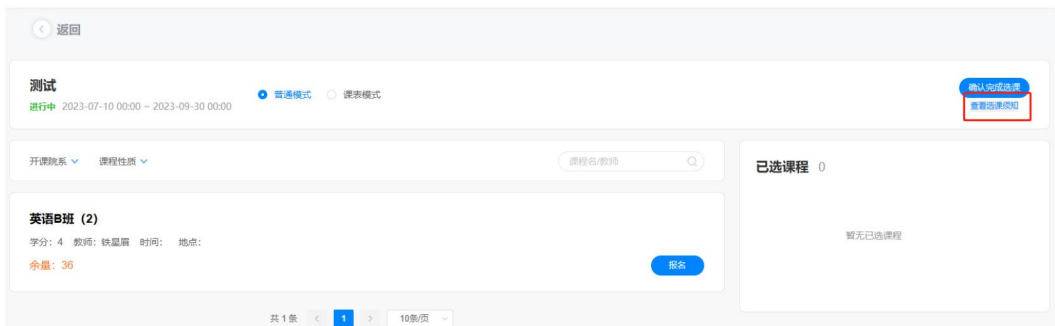 返回
测试
进行中 2023-07-10 00:00 ~ 2023-09-30 00:00
普通模式 课表模式
确认完成选课
查看选课须知
开课院系 课程性质
课程名/教师
已选课程 0
英语B班（2）
学分：4 教师：铁星眉 时间： 地点：
余量：36
报名
暂无已选课程
共 1 条 1 10条/页